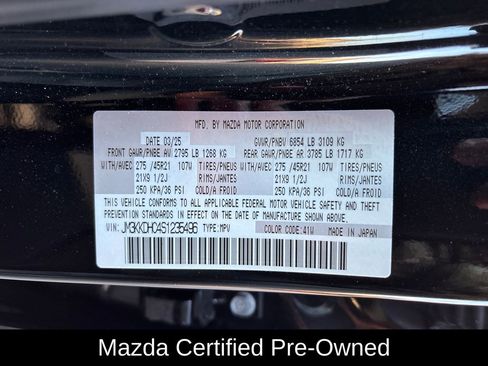 MFD. BY MAZDA MOTOR CORPORATION
DATE 03/25 GVWR/PNBV 6854 LB 3109 KG
FRONT GAWR/PNBE AV 2795 LB 1268 KG REAR GAWR/PNBE AR 3785 LB 1717 KG
WITH/AVEC 275 /45R21 107W TIRES/PNEUS WITH/AVEC 275 /45R21 107W TIRES/PNEUS
21X9 1/2J RIMS/JANTES 21X9 1/2J RIMS/JANTES
250 KPA/36 PSI COLD/A FROID 250 KPA/36 PSI COLD/A FROID
THIS VEHICLE CONFORMS TO ALL APPLICABLE FEDERAL MOTOR VEHICLE SAFETY
STANDARDS IN EFFECT ON THE DATE OF MANUFACTURE SHOWN ABOVE.
VIN: JM3KKDHC4S1235496 TYPE:MPV COLOR CODE:41W MADE IN JAPAN
Mazda Certified Pre-Owned